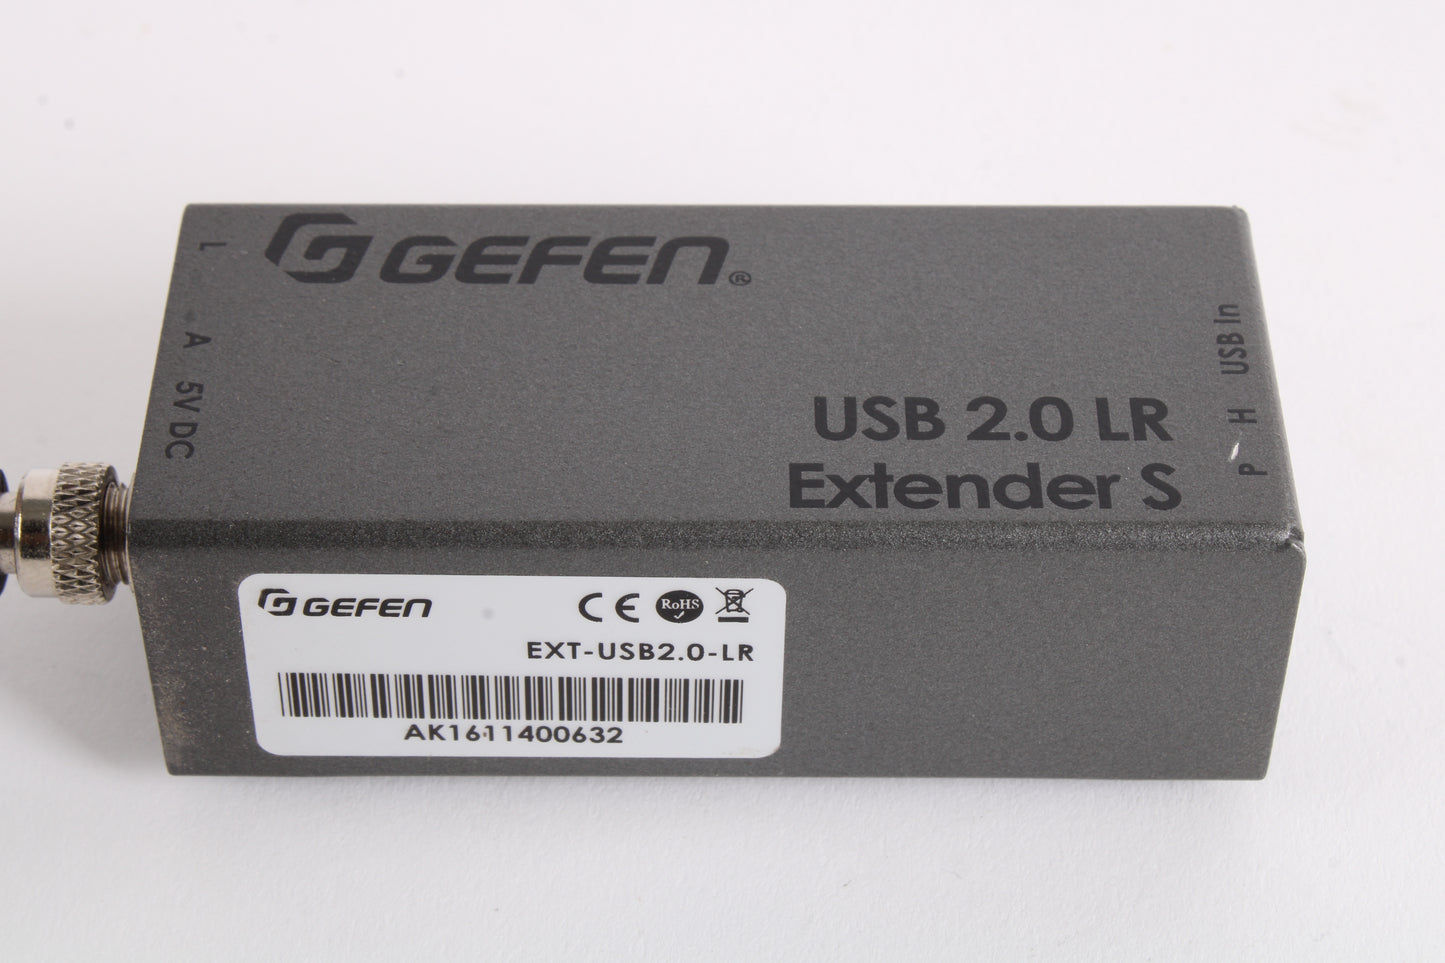 GEFEN®
L
A
5V DC
USB In
H
P
USB 2.0 LR
Extender S
GEFEN
CE RoHS
EXT-USB2.0-LR
AK1611400632